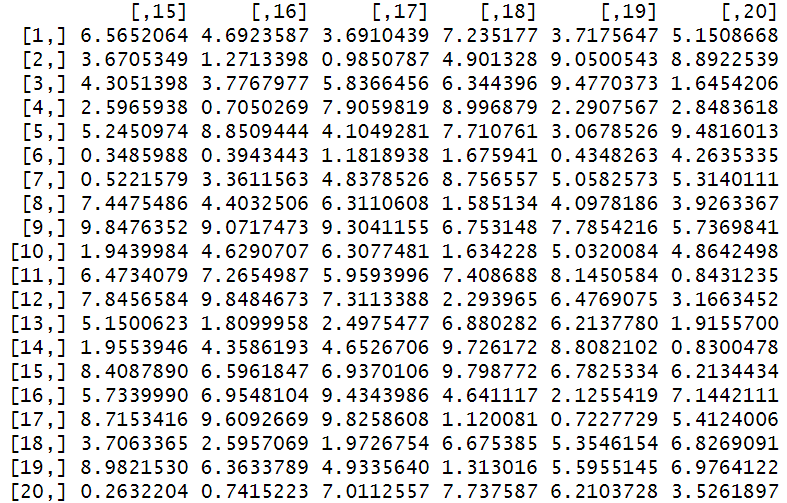 [,15] [,16] [,17] [,18] [,19] [,20]
[1,] 6.5652064 4.6923587 3.6910439 7.235177 3.7175647 5.1508668
[2,] 3.6705349 1.2713398 0.9850787 4.901328 9.0500543 8.8922539
[3,] 4.3051398 3.7767977 5.8366456 6.344396 9.4770373 1.6454206
[4,] 2.5965938 0.7050269 7.9059819 8.996879 2.2907567 2.8483618
[5,] 5.2450974 8.8509444 4.1049281 7.710761 3.0678526 9.4816013
[6,] 0.3485988 0.3943443 1.1818938 1.675941 0.4348263 4.2635335
[7,] 0.5221579 3.3611563 4.8378526 8.756557 5.0582573 5.3140111
[8,] 7.4475486 4.4032506 6.3110608 1.585134 4.0978186 3.9263367
[9,] 9.8476352 9.0717473 9.3041155 6.753148 7.7854216 5.7369841
[10,] 1.9439984 4.6290707 6.3077481 1.634228 5.0320084 4.8642498
[11,] 6.4734079 7.2654987 5.9593996 7.408688 8.1450584 0.8431235
[12,] 7.8456584 9.8484673 7.3113388 2.293965 6.4769075 3.1663452
[13,] 5.1500623 1.8099958 2.4975477 6.880282 6.2137780 1.9155700
[14,] 1.9553946 4.3586193 4.6526706 9.726172 8.8082102 0.8300478
[15,] 8.4087890 6.5961847 6.9370106 9.798772 6.7825334 6.2134434
[16,] 5.7339990 6.9548104 9.4343986 4.641117 2.1255419 7.1442111
[17,] 8.7153416 9.6092669 9.8258608 1.120081 0.7227729 5.4124006
[18,] 3.7063365 2.5957069 1.9726754 6.675385 5.3546154 6.8269091
[19,] 8.9821530 6.3633789 4.9335640 1.313016 5.5955145 6.9764122
[20,] 0.2632204 0.7415223 7.0112557 7.737587 6.2103728 3.5261897